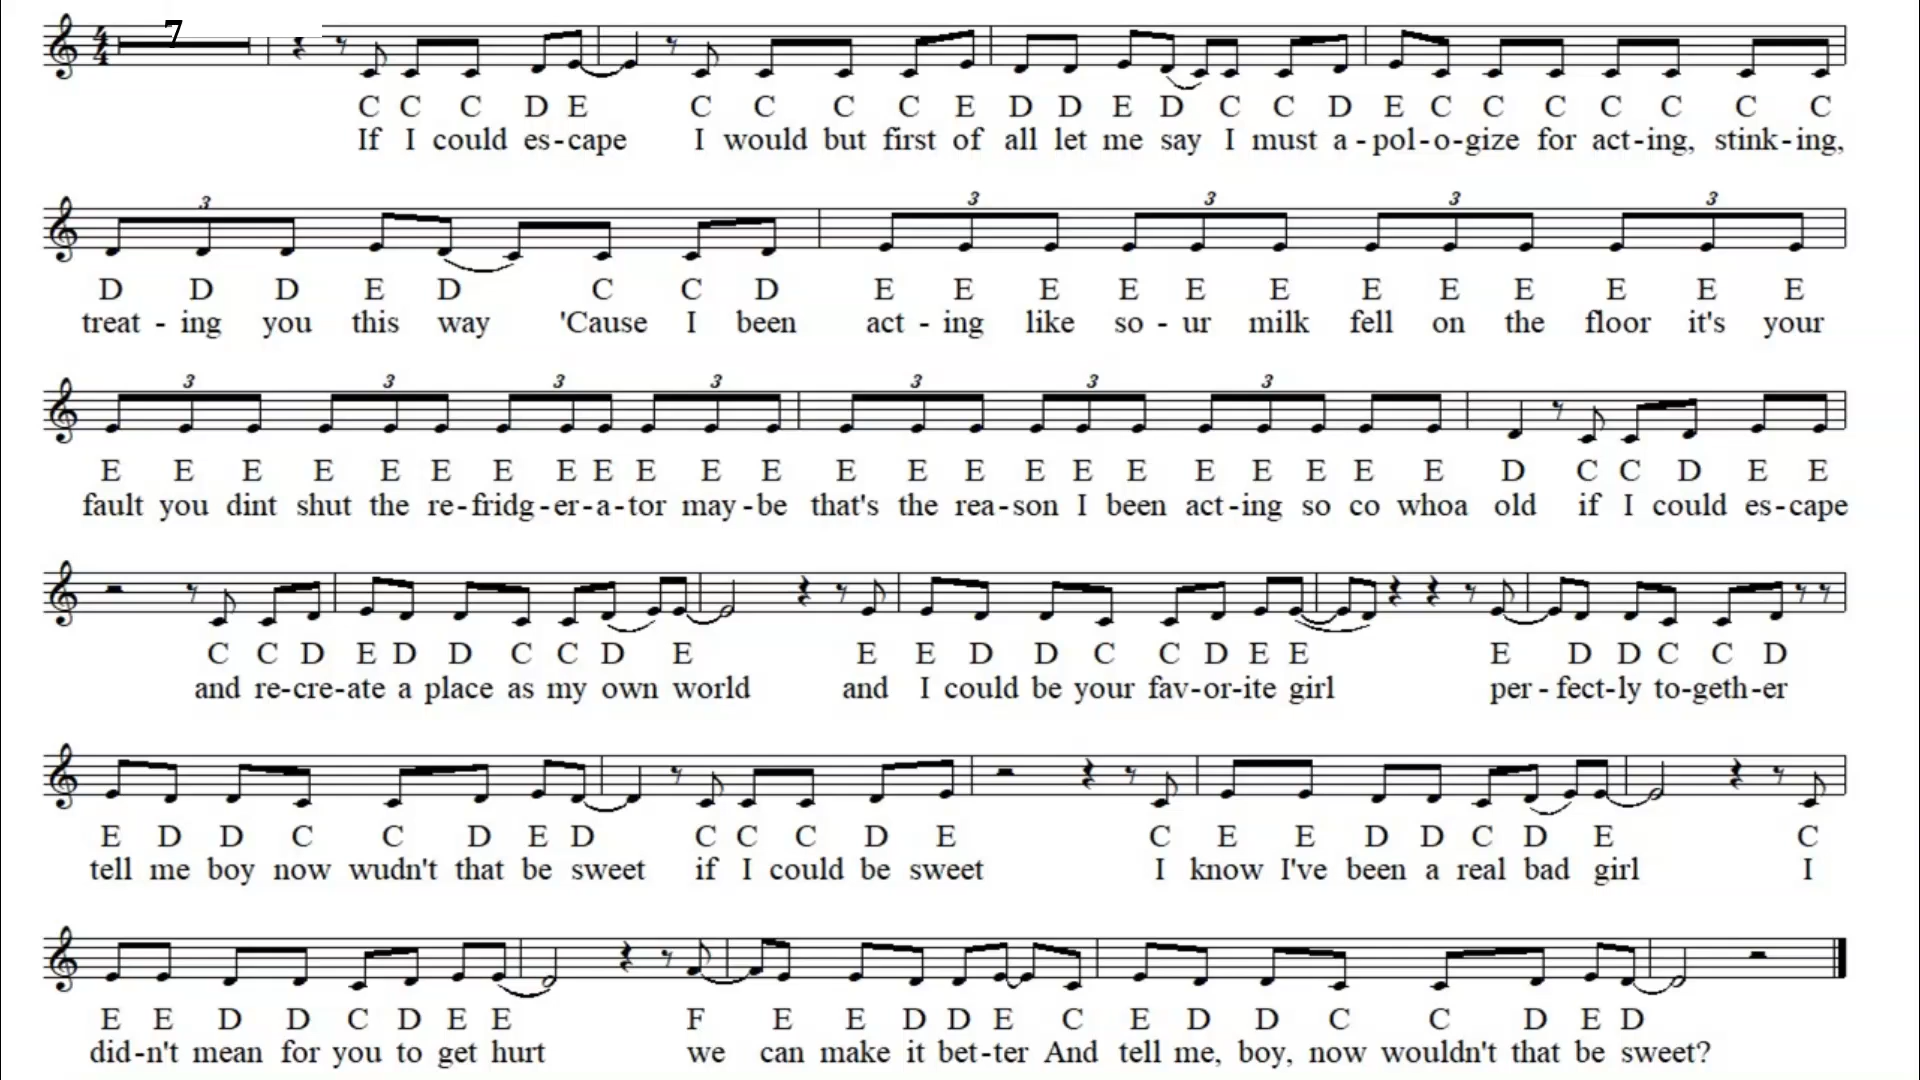 7
4
4
C C C D E C C C C E D D E D C C D E C C C C C C C
If I could es-cape I would but first of all let me say I must a-pol-o-gize for act-ing, stink-ing,
3 3 3 3 3
D D D E D C C D E E E E E E E E E E E E
treat-ing you this way 'Cause I been act-ing like so-ur milk fell on the floor it's your
3 3 3 3 3 3 3
E E E E E E E E E E E E E E E E E E E E E E E D C C D E E
fault you dint shut the re-fridg-er-a-tor may-be that's the rea-son I been act-ing so co whoa old if I could es-cape
C C D E D D C C D E E E D D C C D E E E D D C C D
and re-cre-ate a place as my own world and I could be your fav-or-ite girl per-fect-ly to-geth-er
E D D C C D E D C C C D E C E E D D C D E C
tell me boy now wudn't that be sweet if I could be sweet I know I've been a real bad girl I
E E D D C D E E F E E D D E C E D D C C D E D
did-n't mean for you to get hurt we can make it bet-ter And tell me, boy, now wouldn't that be sweet?